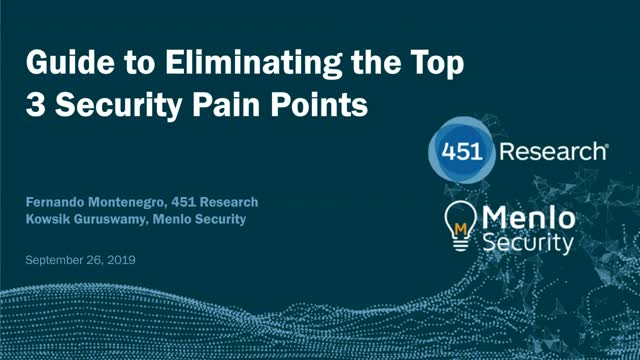 Guide to Eliminating the Top
3 Security Pain Points
451 Research®
Fernando Montenegro, 451 Research
Kowsik Guruswamy, Menlo Security
M Menlo
Security
September 26, 2019